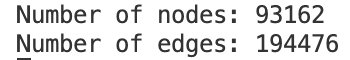 Number of nodes: 93162
Number of edges: 194476